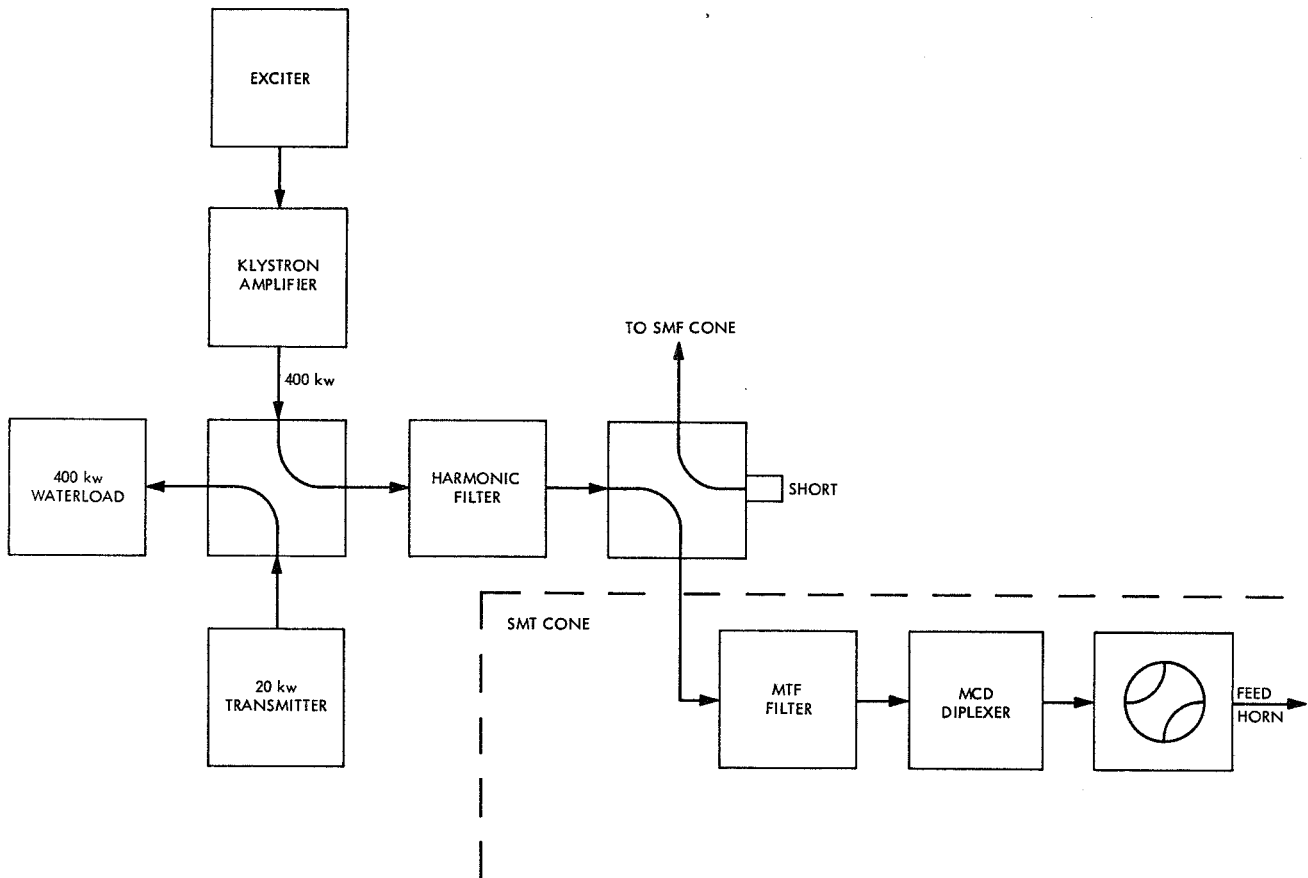 EXCITER
KLYSTRON
AMPLIFIER
TO SMF CONE
400 kw
400 kw
WATERLOAD
HARMONIC
FILTER
SHORT
SMT CONE
20 kw
TRANSMITTER
MTF
FILTER
MCD
DIPLEXER
FEED
HORN